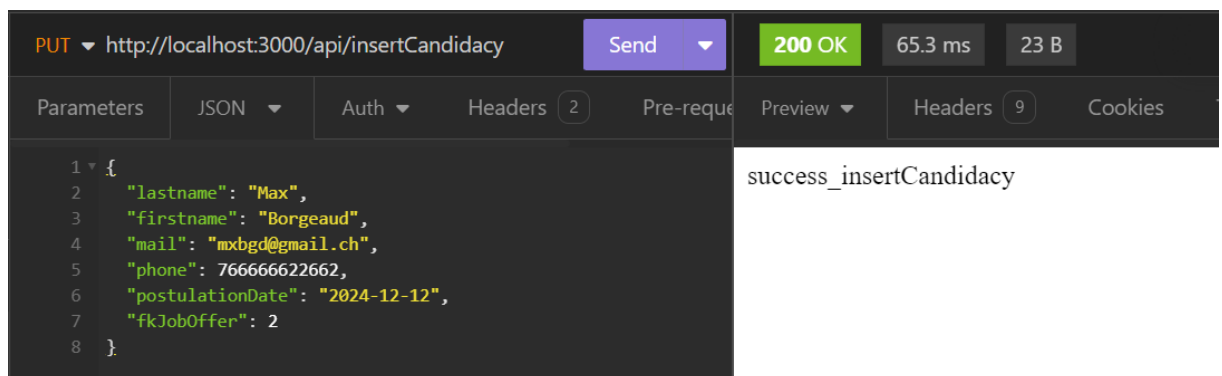 PUT http://localhost:3000/api/insertCandidacy Send 200 OK 65.3 ms 23 B
Parameters JSON Auth Headers 2 Pre-reque Preview Headers 9 Cookies
1 {
2 "lastname": "Max",
3 "firstname": "Borgeaud",
4 "mail": "mxbgd@gmail.ch",
5 "phone": 766666622662,
6 "postulationDate": "2024-12-12",
7 "fkJobOffer": 2
8 }
success_insertCandidacy